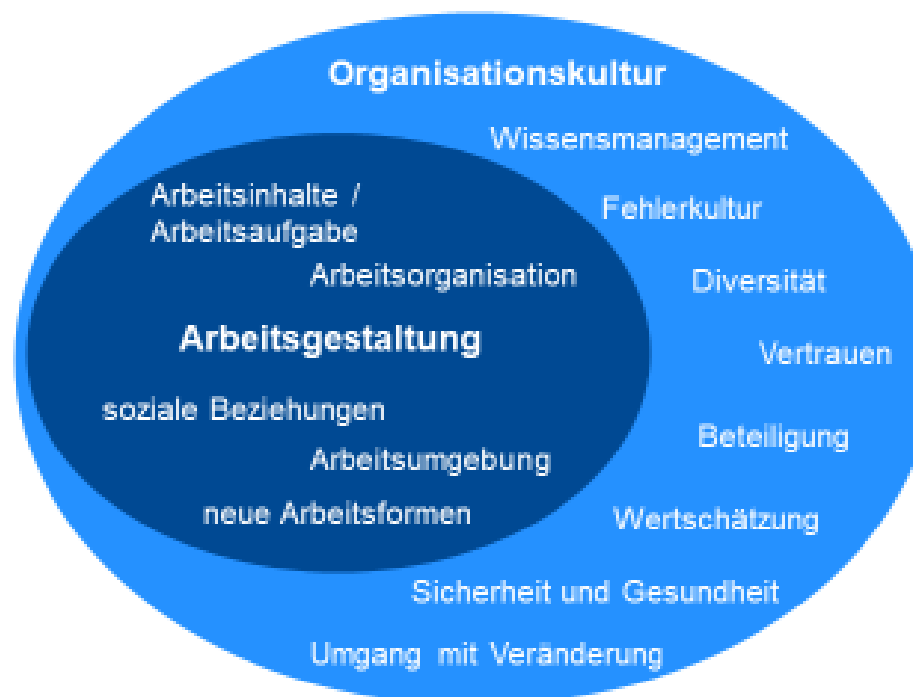 Organisationskultur
Wissensmanagement
Arbeitsinhalte /
Arbeitsaufgabe
Fehlerkultur
Arbeitsorganisation
Diversität
Arbeitsgestaltung
Vertrauen
soziale Beziehungen
Beteiligung
Arbeitsumgebung
neue Arbeitsformen
Wertschätzung
Sicherheit und Gesundheit
Umgang mit Veränderung